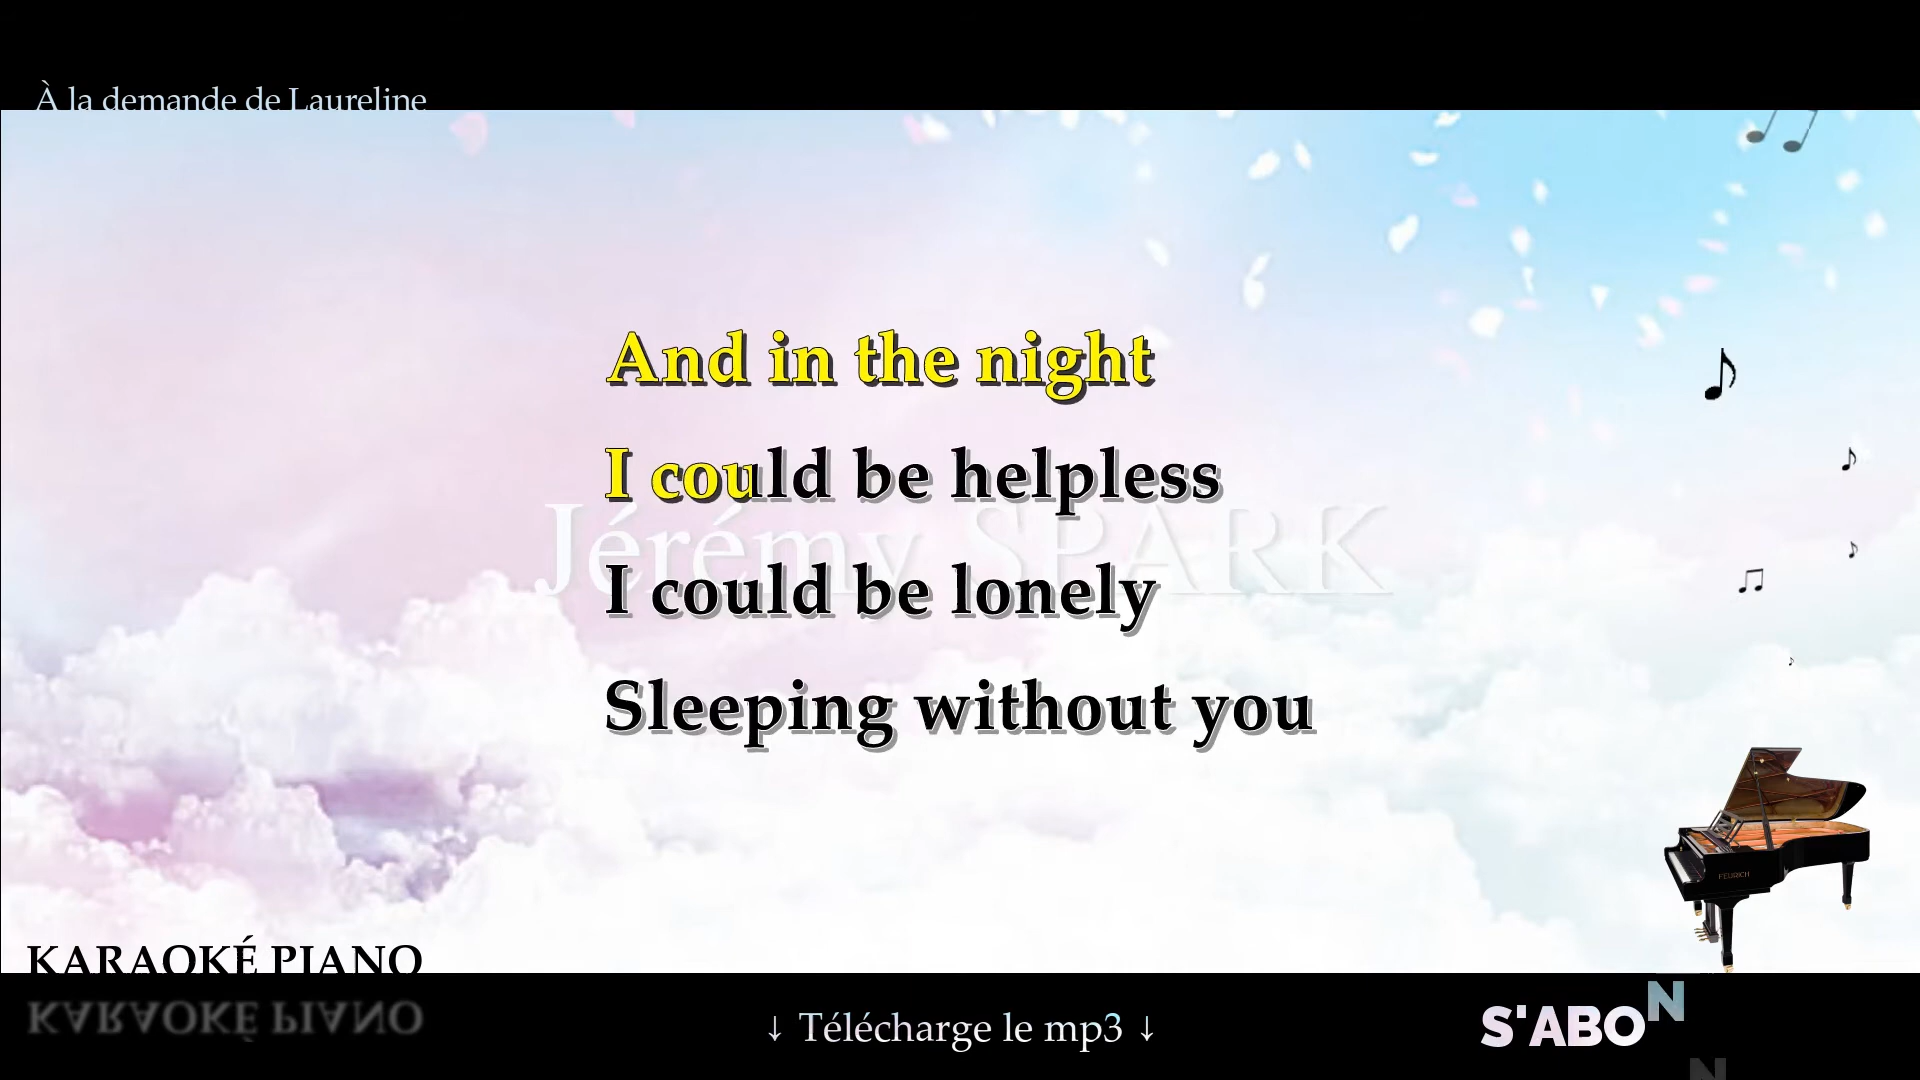 À la demande de Laureline
And in the night
I could be helpless
Jérémy SPARK
I could be lonely
Sleeping without you
FEURICH
KARAOKÉ PIANO
↓ Télécharge le mp3 ↓
S'ABON
N